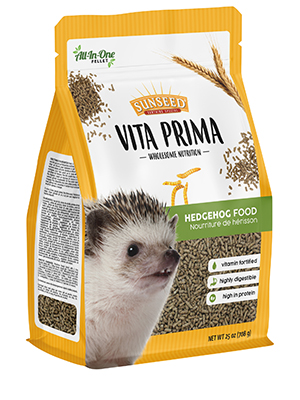 All-In-One
PELLET
SUNSEED
VITA PRIMA
WHOLESOME NUTRITION
HEDGEHOG FOOD
Nourriture de hérisson
vitamin fortified
highly digestible
high in protein
NET WT 25 oz (708 g)